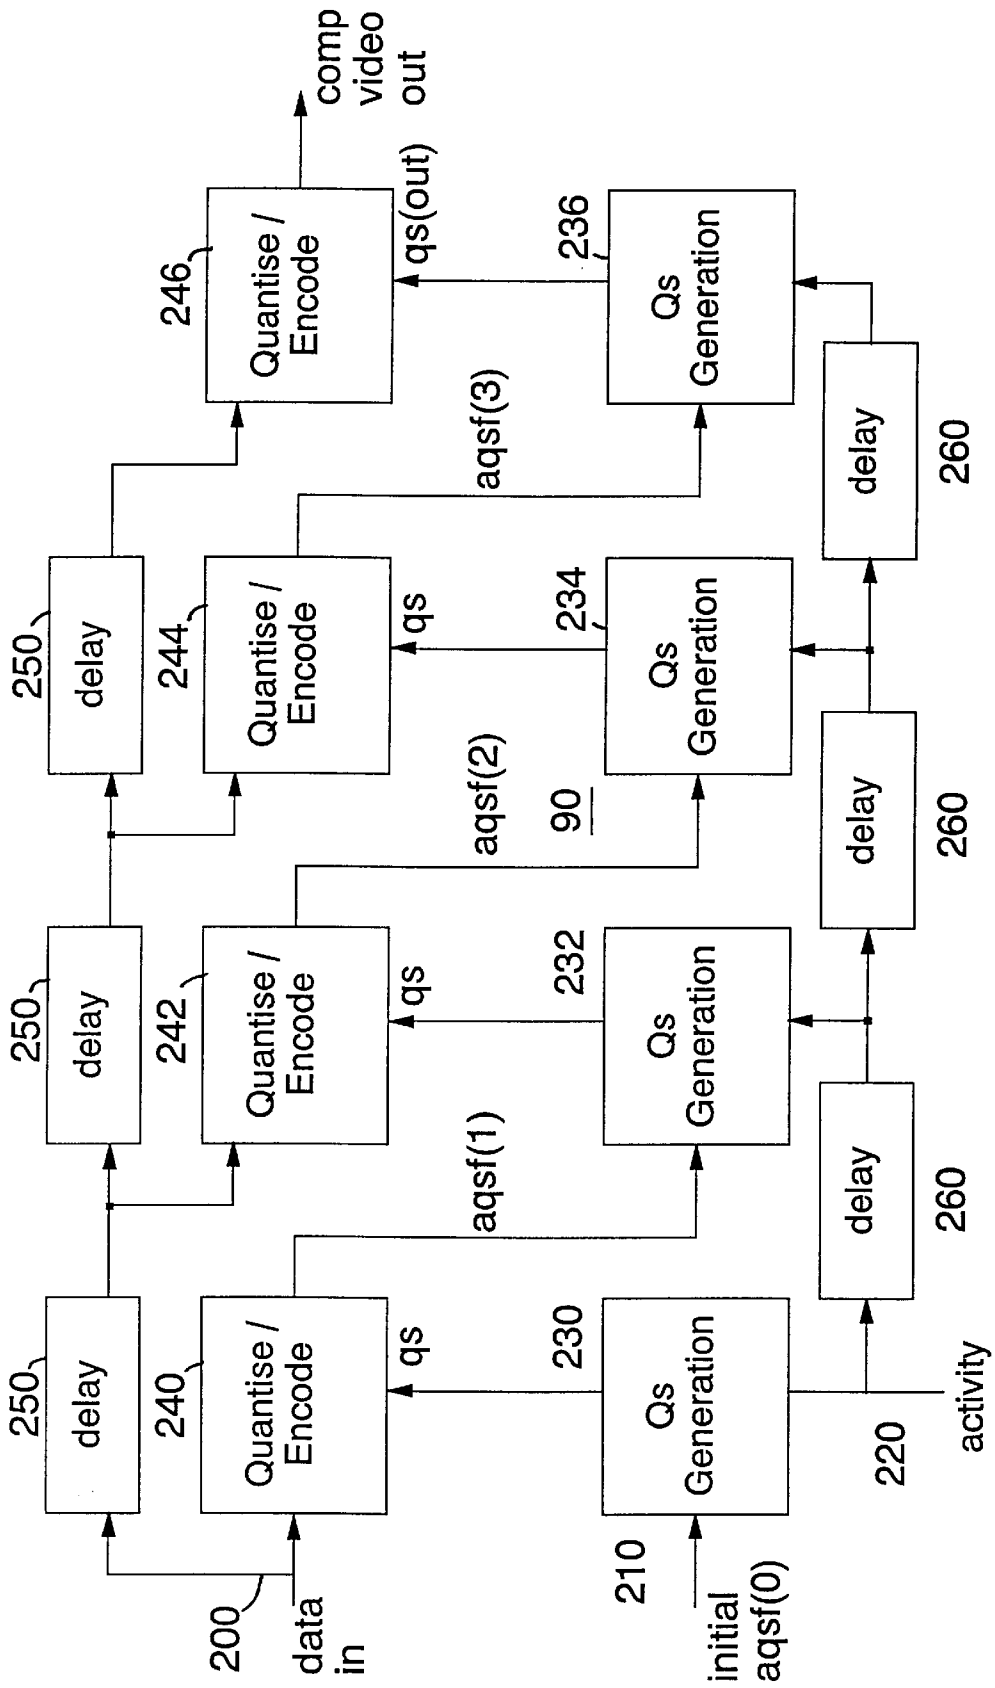 250
delay
250
delay
250
delay
240
Quantise /
Encode
242
Quantise /
Encode
244
Quantise /
Encode
246
Quantise /
Encode
comp
video
out
200
data
in
qs
qs
qs
qs(out)
aqsf(1)
aqsf(2)
aqsf(3)
90
210
initial
aqsf(0)
230
Qs
Generation
232
Qs
Generation
234
Qs
Generation
236
Qs
Generation
220
activity
delay
260
delay
260
delay
260